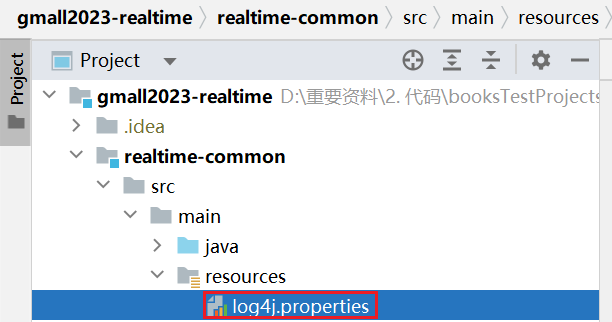 gmall2023-realtime 〉 realtime-common 〉 src 〉 main 〉 resources
Project
Project
gmall2023-realtime D:\重要资料\2. 代码\booksTestProjects
.idea
realtime-common
src
main
java
resources
log4j.properties